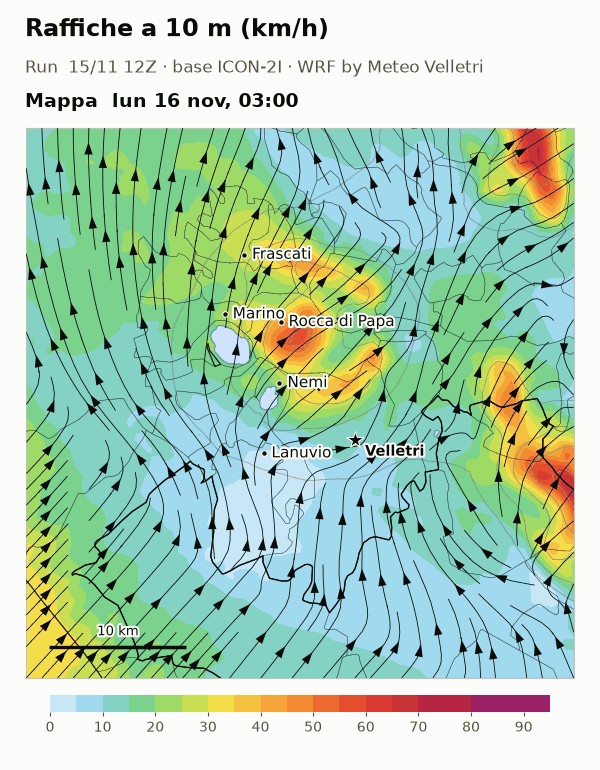 Raffiche a 10 m (km/h)
Run 15/11 12Z · base ICON-2I · WRF by Meteo Velletri
Mappa lun 16 nov, 03:00
Frascati
Marino
Rocca di Papa
Nemi
Lanuvio
Velletri
10 km
0 10 20 30 40 50 60 70 80 90